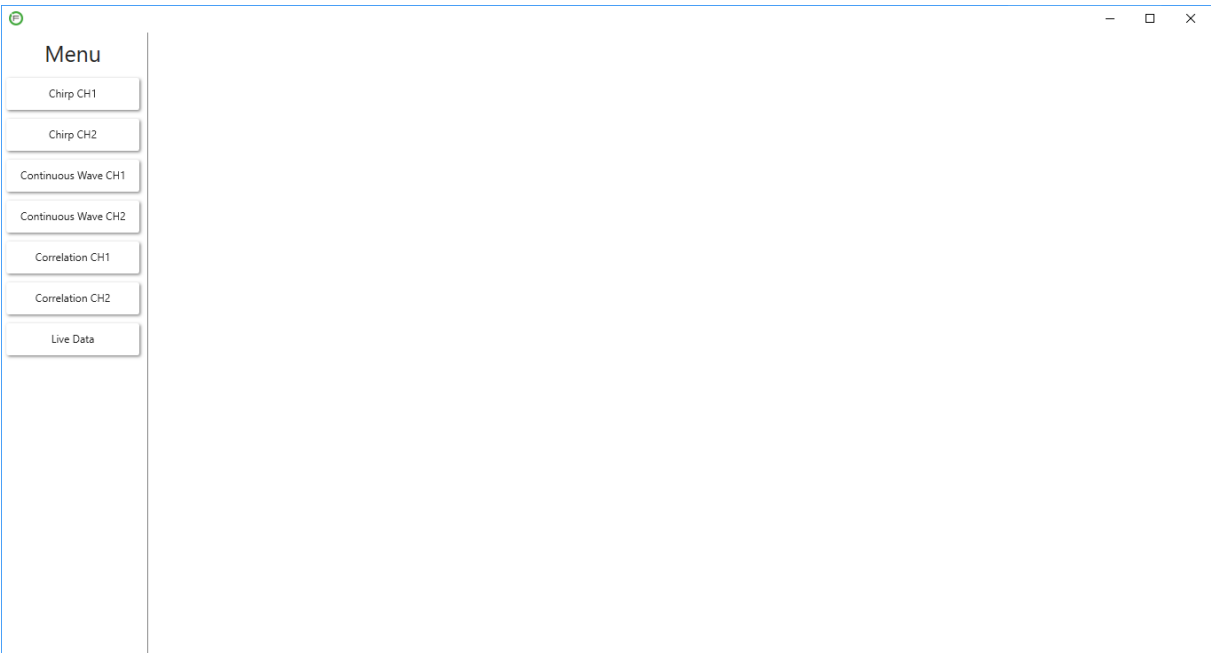 Menu
Chirp CH1
Chirp CH2
Continuous Wave CH1
Continuous Wave CH2
Correlation CH1
Correlation CH2
Live Data